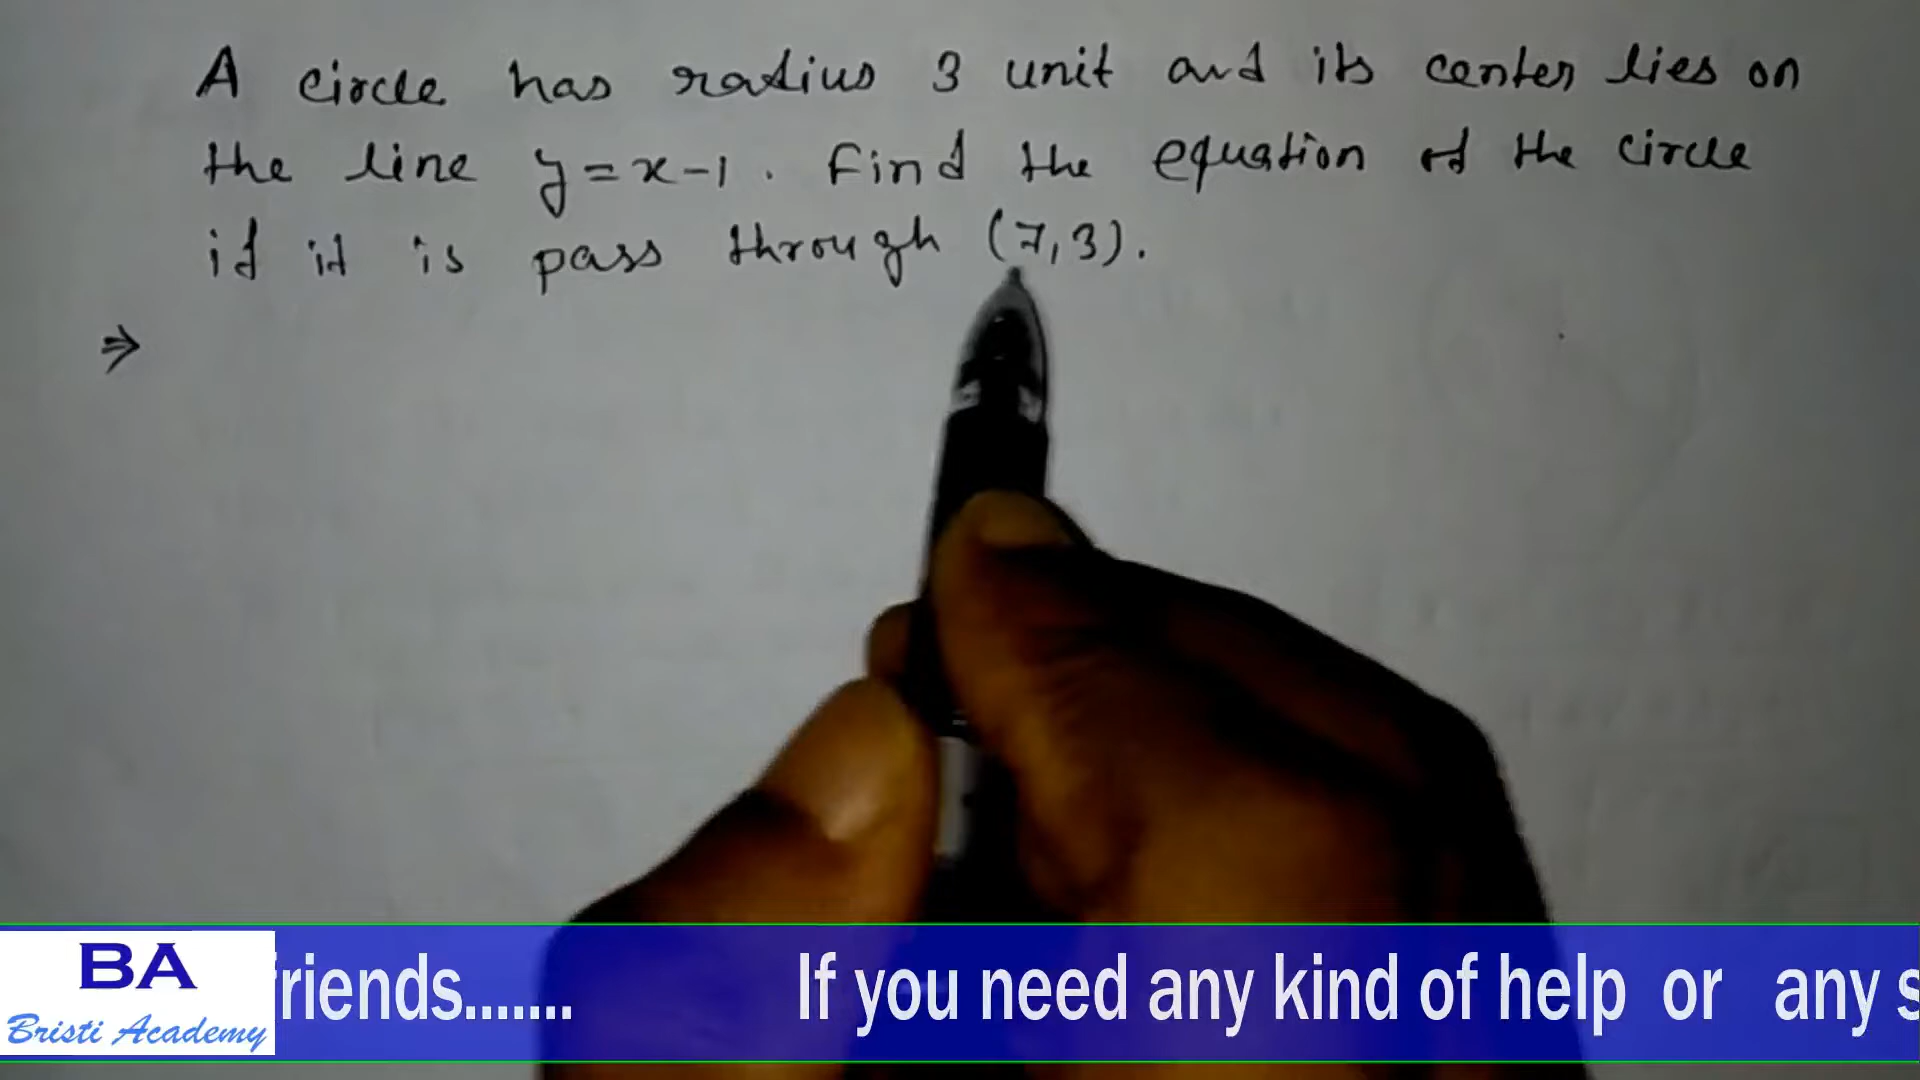 A circle has radius 3 unit and its center lies on
the line y = x - 1 . Find the equation of the circle
if it is pass through (7, 3).
⇒
BA
Bristi Academy
riends....... If you need any kind of help or any s